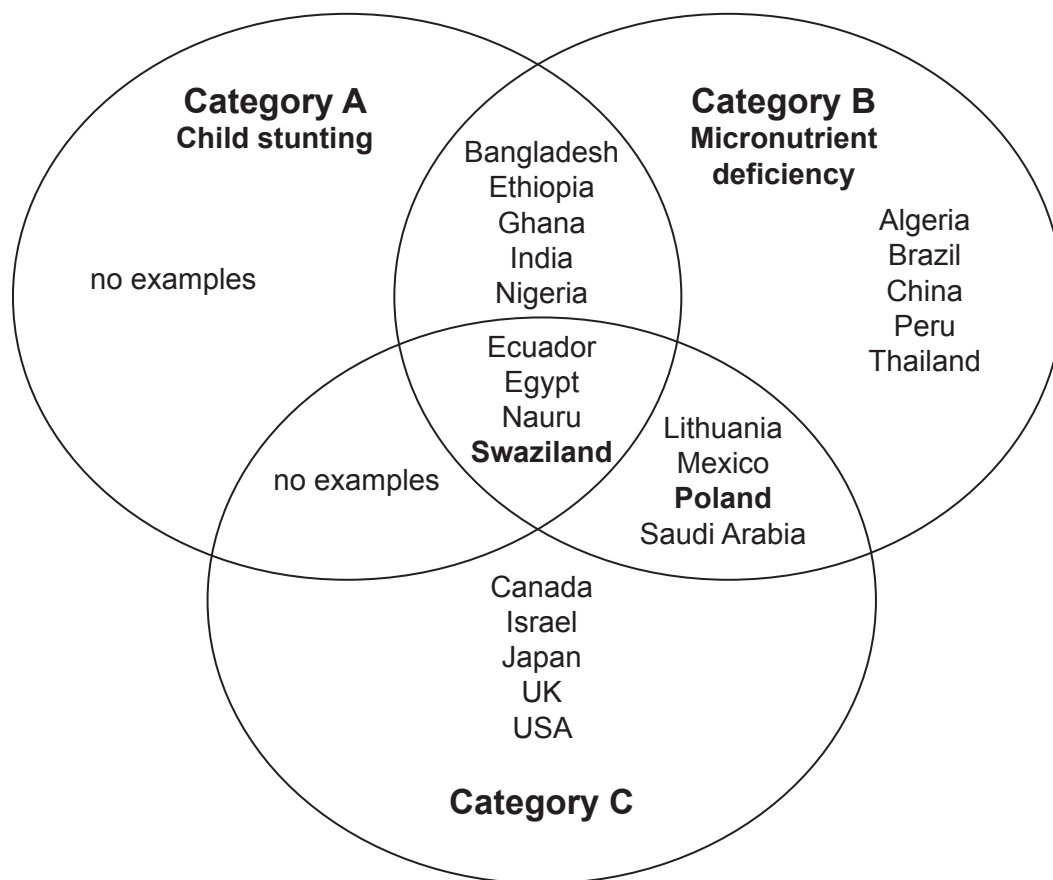 Category A
Child stunting
Category B
Micronutrient
deficiency
Bangladesh
Ethiopia
Ghana
India
Nigeria
Algeria
Brazil
China
Peru
Thailand
no examples
Ecuador
Egypt
Nauru
Swaziland
Lithuania
Mexico
Poland
Saudi Arabia
no examples
Canada
Israel
Japan
UK
USA
Category C